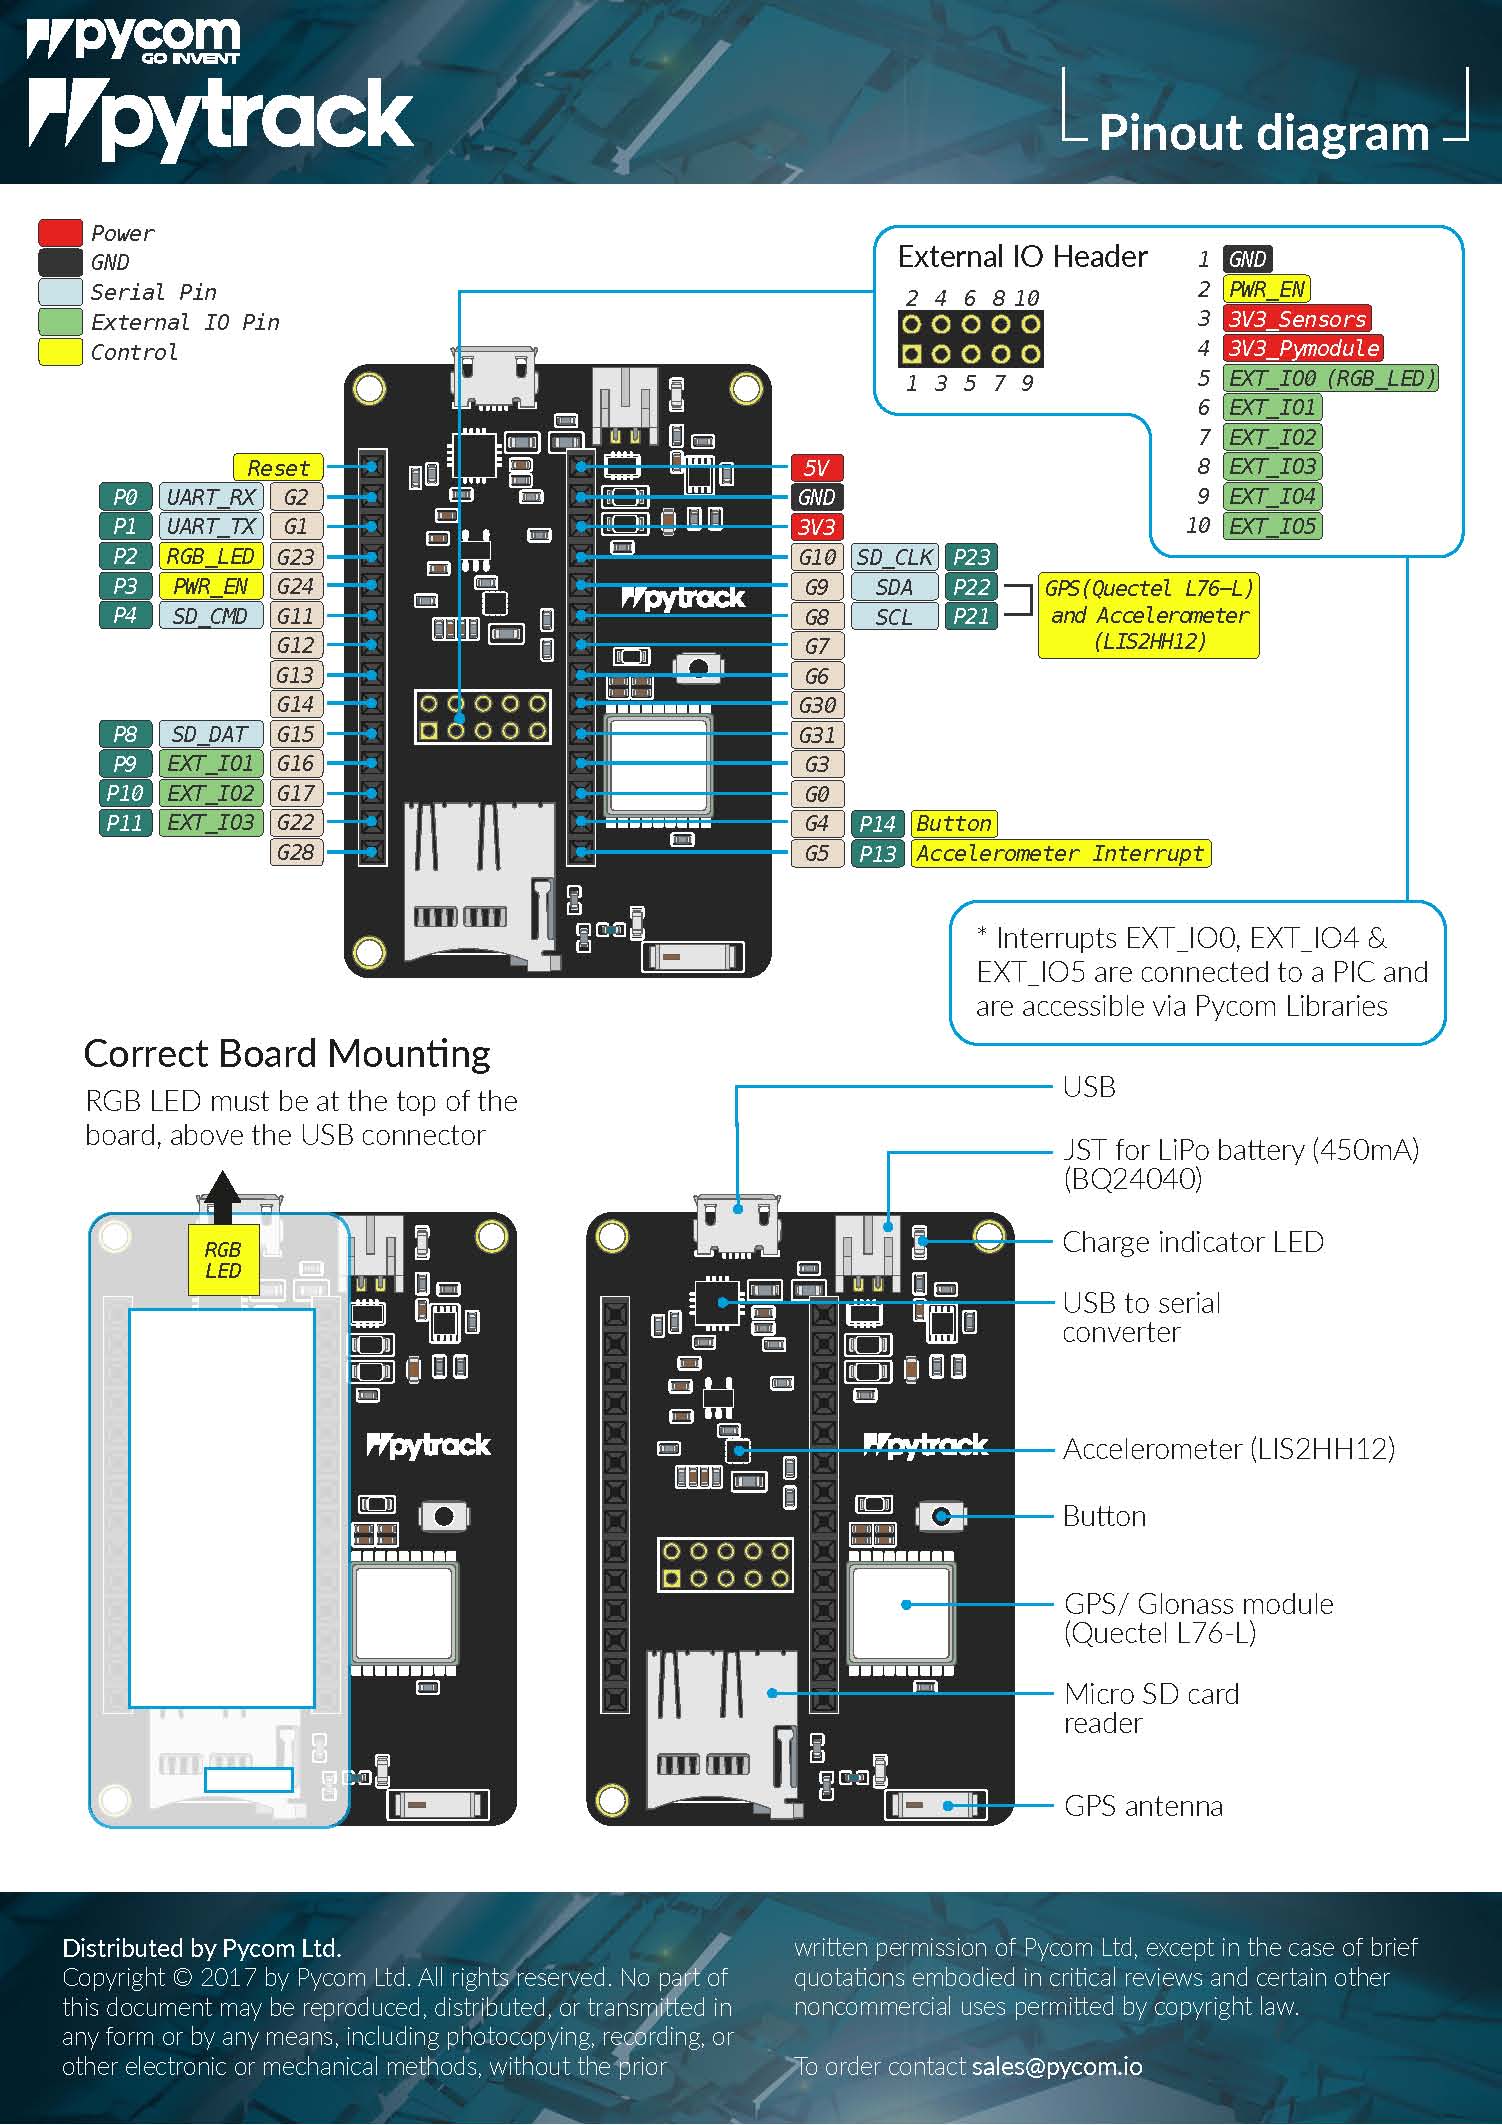 pycom
GO INVENT
pytrack
Pinout diagram
Power
GND
Serial Pin
External IO Pin
Control
External IO Header
2 4 6 8 10
1 3 5 7 9
1 GND
2 PWR_EN
3 3V3_Sensors
4 3V3_Pymodule
5 EXT_IO0 (RGB_LED)
6 EXT_IO1
7 EXT_IO2
8 EXT_IO3
9 EXT_IO4
10 EXT_IO5
Reset
P0 UART_RX G2
P1 UART_TX G1
P2 RGB_LED G23
P3 PWR_EN G24
P4 SD_CMD G11
G12
G13
G14
P8 SD_DAT G15
P9 EXT_IO1 G16
P10 EXT_IO2 G17
P11 EXT_IO3 G22
G28
pytrack
5V
GND
3V3
G10 SD_CLK P23
G9 SDA P22
G8 SCL P21
G7
G6
G30
G31
G3
G0
G4 P14 Button
G5 P13 Accelerometer Interrupt
GPS(Quectel L76-L)
and Accelerometer
(LIS2HH12)
* Interrupts EXT_IO0, EXT_IO4 &
EXT_IO5 are connected to a PIC and
are accessible via Pycom Libraries
Correct Board Mounting
RGB LED must be at the top of the
board, above the USB connector
RGB
LED
pytrack
pytrack
USB
JST for LiPo battery (450mA)
(BQ24040)
Charge indicator LED
USB to serial
converter
Accelerometer (LIS2HH12)
Button
GPS/ Glonass module
(Quectel L76-L)
Micro SD card
reader
GPS antenna
Distributed by Pycom Ltd.
Copyright © 2017 by Pycom Ltd. All rights reserved. No part of
this document may be reproduced, distributed, or transmitted in
any form or by any means, including photocopying, recording, or
other electronic or mechanical methods, without the prior
written permission of Pycom Ltd, except in the case of brief
quotations embodied in critical reviews and certain other
noncommercial uses permitted by copyright law.
To order contact sales@pycom.io